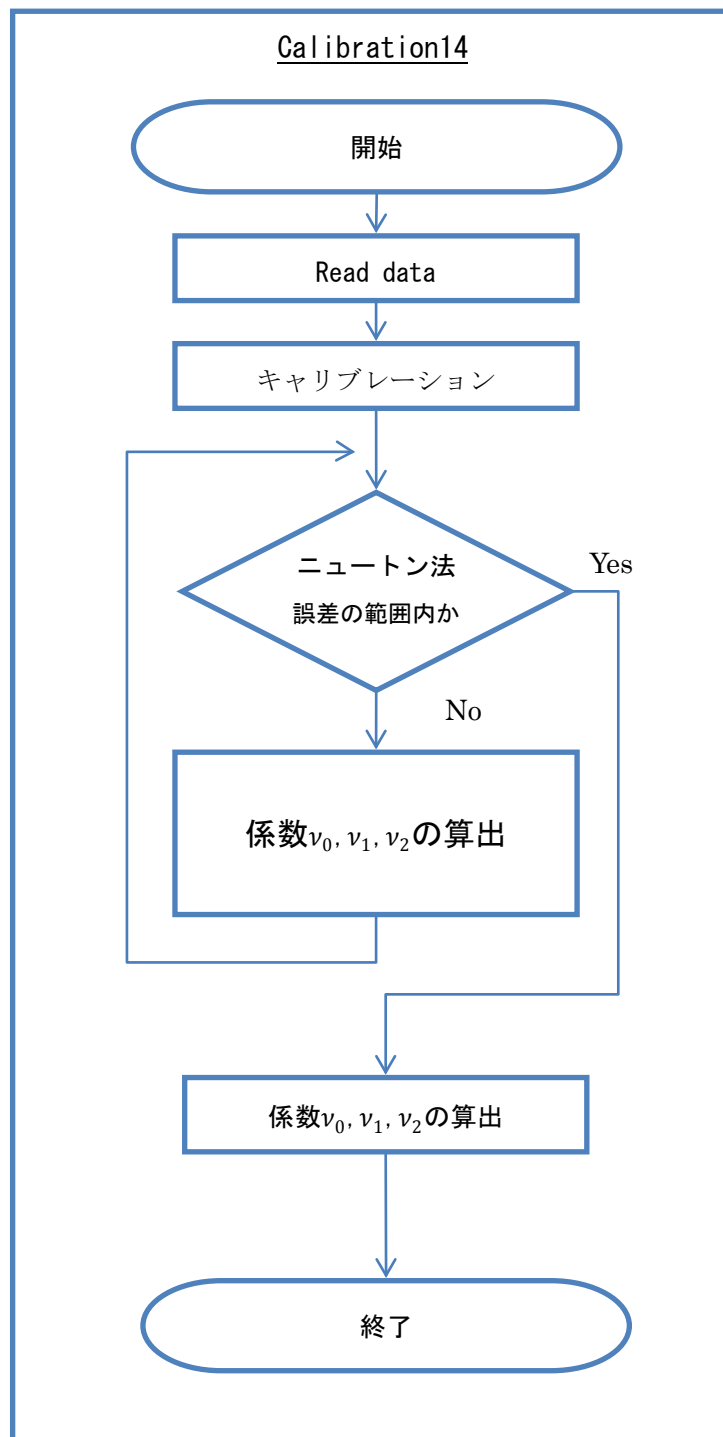 Calibration14
開始
Read data
キャリブレーション
ニュートン法
誤差の範囲内か
Yes
No
係数ν₀, ν₁, ν₂の算出
係数ν₀, ν₁, ν₂の算出
終了